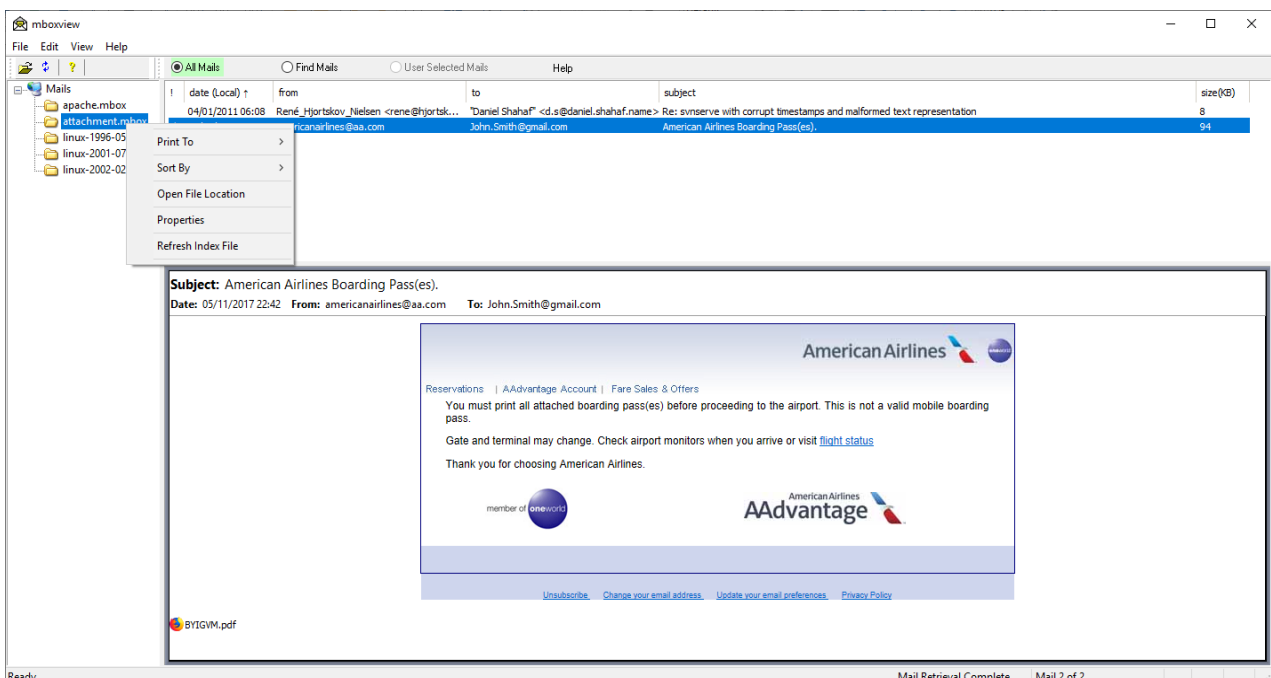 mboxview
File Edit View Help
? All Mails Find Mails User Selected Mails Help
Mails
apache.mbox
attachment.mbox
linux-1996-05
linux-2001-07
linux-2002-02
! date (Local) ↑ from to subject size(KB)
04/01/2011 06:08 René_Hjortskov_Nielsen <rene@hjortsk... "Daniel Shahaf" <d.s@daniel.shahaf.name> Re: svnserve with corrupt timestamps and malformed text representation 8
ricanairlines@aa.com John.Smith@gmail.com American Airlines Boarding Pass(es). 94
Print To
Sort By
Open File Location
Properties
Refresh Index File
Subject: American Airlines Boarding Pass(es).
Date: 05/11/2017 22:42 From: americanairlines@aa.com To: John.Smith@gmail.com
American Airlines oneworld
Reservations | AAdvantage Account | Fare Sales & Offers
You must print all attached boarding pass(es) before proceeding to the airport. This is not a valid mobile boarding
pass.
Gate and terminal may change. Check airport monitors when you arrive or visit flight status
Thank you for choosing American Airlines.
member of oneworld
American Airlines
AAdvantage
Unsubscribe Change your email address Update your email preferences Privacy Policy
BYIGVM.pdf
Ready Mail Retrieval Complete Mail 2 of 2